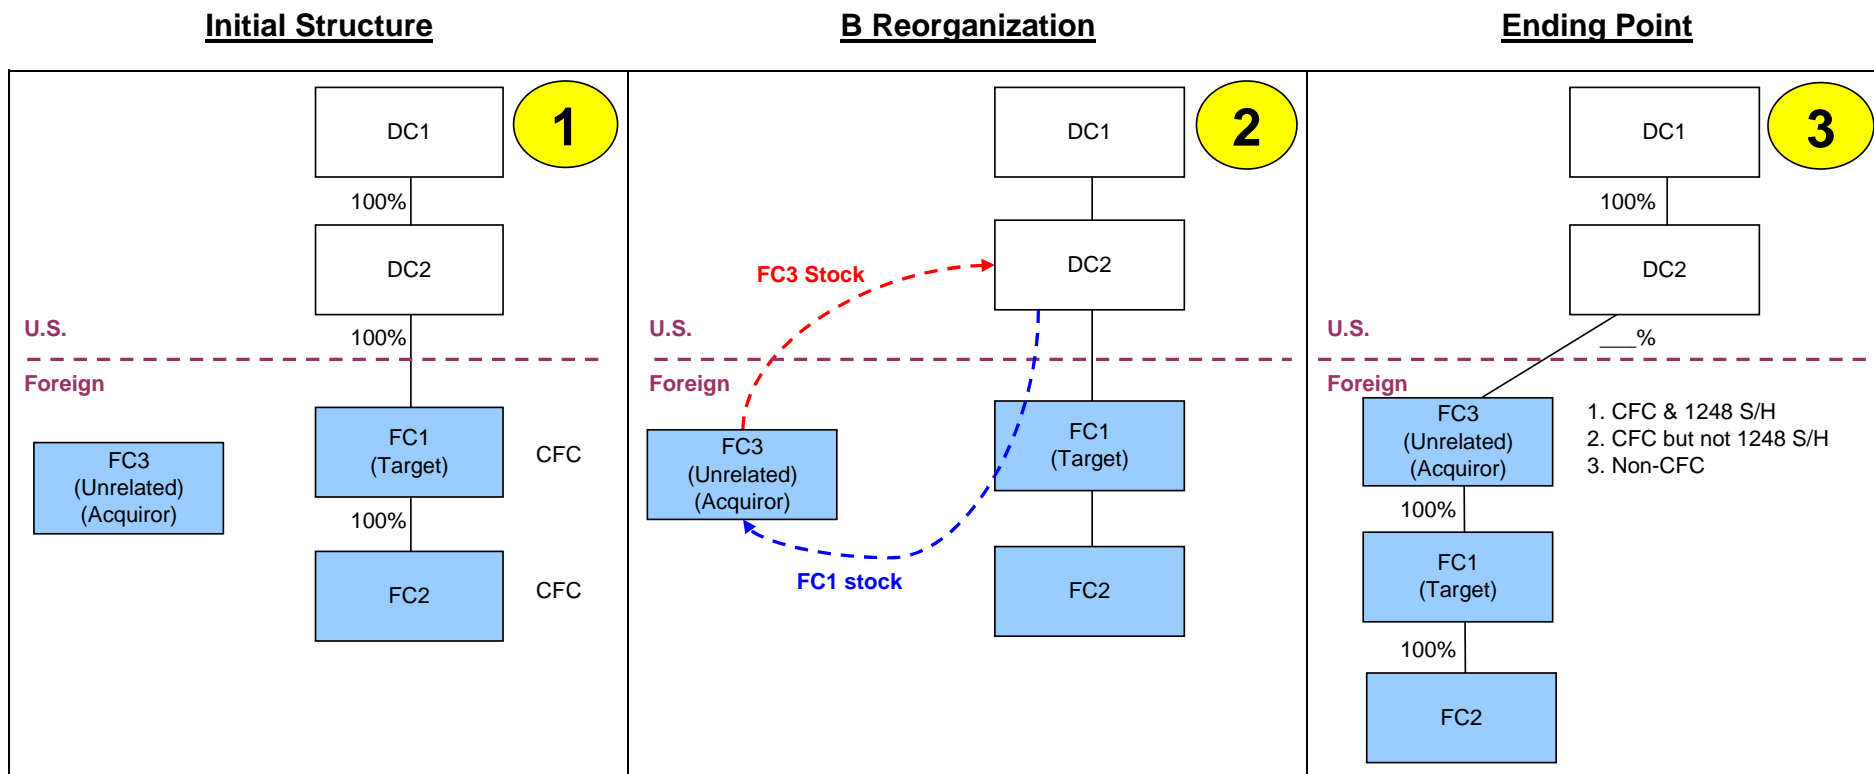 Initial Structure
B Reorganization
Ending Point
1
DC1
100%
DC2
100%
U.S.
Foreign
FC3
(Unrelated)
(Acquiror)
FC1
(Target)
CFC
100%
FC2
CFC
2
DC1
DC2
FC3 Stock
U.S.
Foreign
FC3
(Unrelated)
(Acquiror)
FC1
(Target)
FC1 stock
FC2
3
DC1
100%
DC2
___%
U.S.
Foreign
FC3
(Unrelated)
(Acquiror)
1. CFC & 1248 S/H
2. CFC but not 1248 S/H
3. Non-CFC
100%
FC1
(Target)
100%
FC2